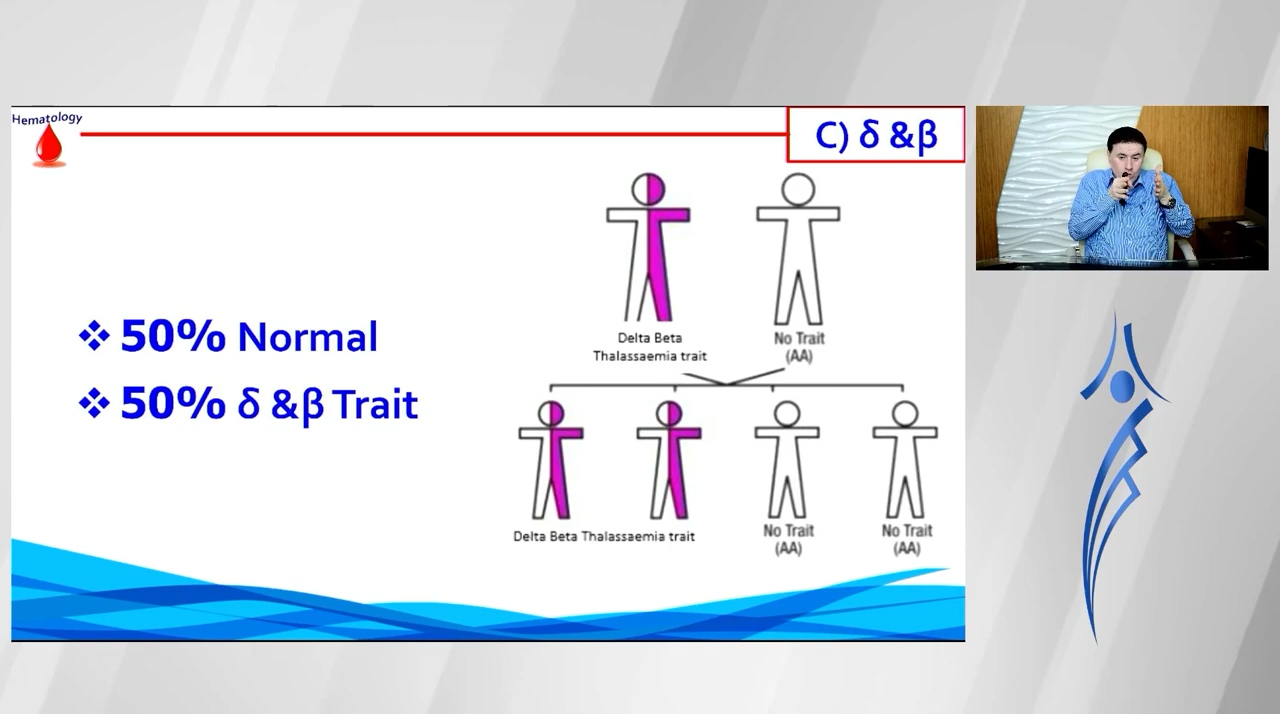 Hematology
C) δ &β
❖ 50% Normal
❖ 50% δ &β Trait
Delta Beta
Thalassaemia trait
No Trait
(AA)
Delta Beta Thalassaemia trait
No Trait
(AA)
No Trait
(AA)